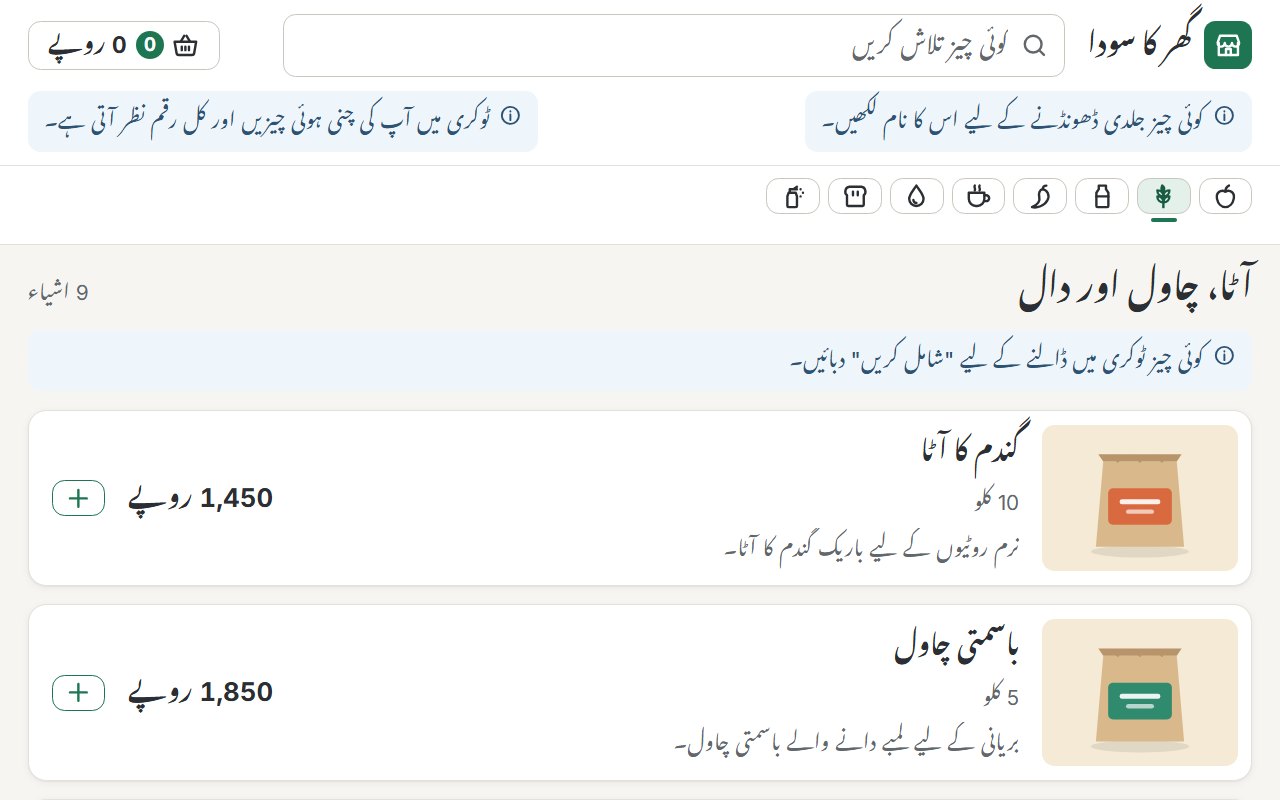 گھر کا سودا
کوئی چیز تلاش کریں
0 0 روپے
کوئی چیز جلدی ڈھونڈنے کے لیے اس کا نام لکھیں۔
ٹوکری میں آپ کی چنی ہوئی چیزیں اور کل رقم نظر آتی ہے۔
آٹا، چاول اور دال
9 اشیاء
کوئی چیز ٹوکری میں ڈالنے کے لیے "شامل کریں" دبائیں۔
گندم کا آٹا
10 کلو
نرم روٹیوں کے لیے باریک گندم کا آٹا۔
1,450 روپے
باسمتی چاول
5 کلو
بریانی کے لیے لمبے دانے والے باسمتی چاول۔
1,850 روپے